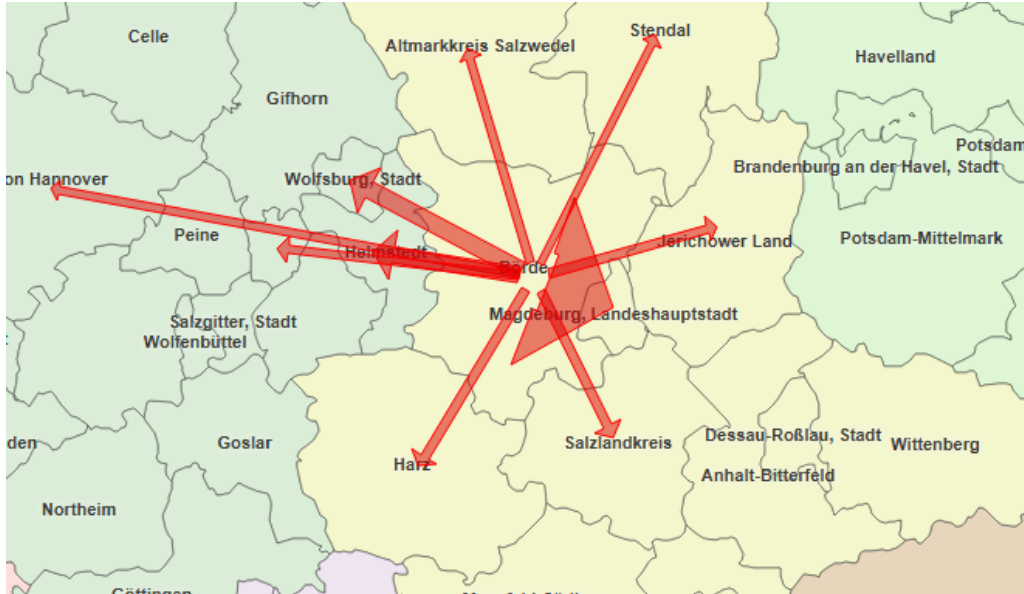 Celle
Altmarkkreis Salzwedel
Stendal
Havelland
Gifhorn
Potsdam
Brandenburg an der Havel, Stadt
on Hannover
Wolfsburg, Stadt
Peine
Jerichower Land
Potsdam-Mittelmark
Helmstedt
Börde
Magdeburg, Landeshauptstadt
Salzgitter, Stadt
Wolfenbüttel
den
Goslar
Salzlandkreis
Dessau-Roßlau, Stadt
Wittenberg
Harz
Anhalt-Bitterfeld
Northeim
Göttingen